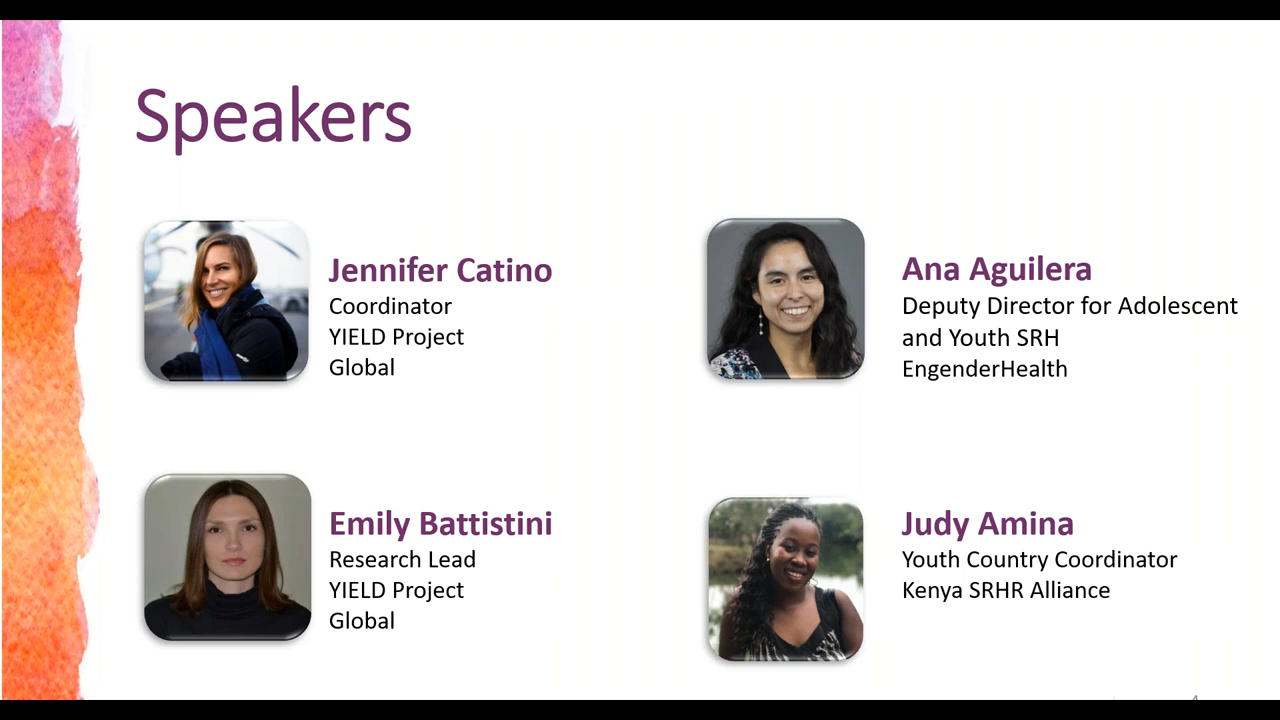 Speakers
Jennifer Catino
Coordinator
YIELD Project
Global
Ana Aguilera
Deputy Director for Adolescent
and Youth SRH
EngenderHealth
Emily Battistini
Research Lead
YIELD Project
Global
Judy Amina
Youth Country Coordinator
Kenya SRHR Alliance